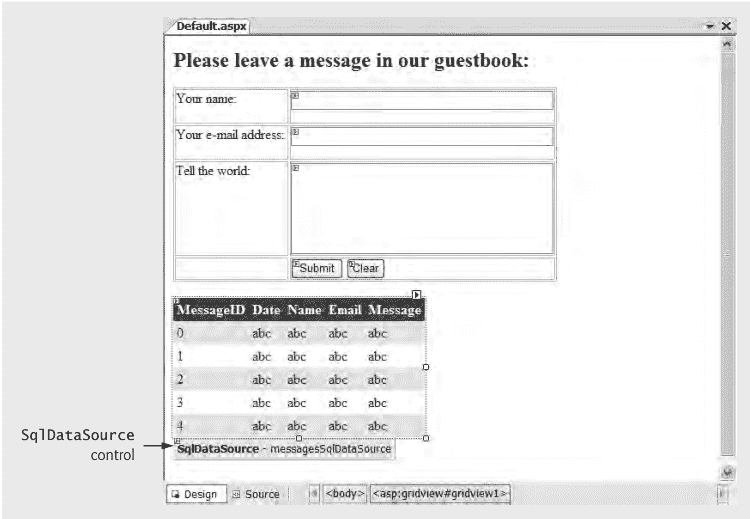 Default.aspx
Please leave a message in our guestbook:
Your name:
Your e-mail address:
Tell the world:
Submit Clear
MessageID Date Name Email Message
0 abc abc abc abc
1 abc abc abc abc
2 abc abc abc abc
3 abc abc abc abc
4 abc abc abc abc
SqlDataSource - messagesSqlDataSource
SqlDataSource
control
Design Source <body> <asp:gridview#gridview1>